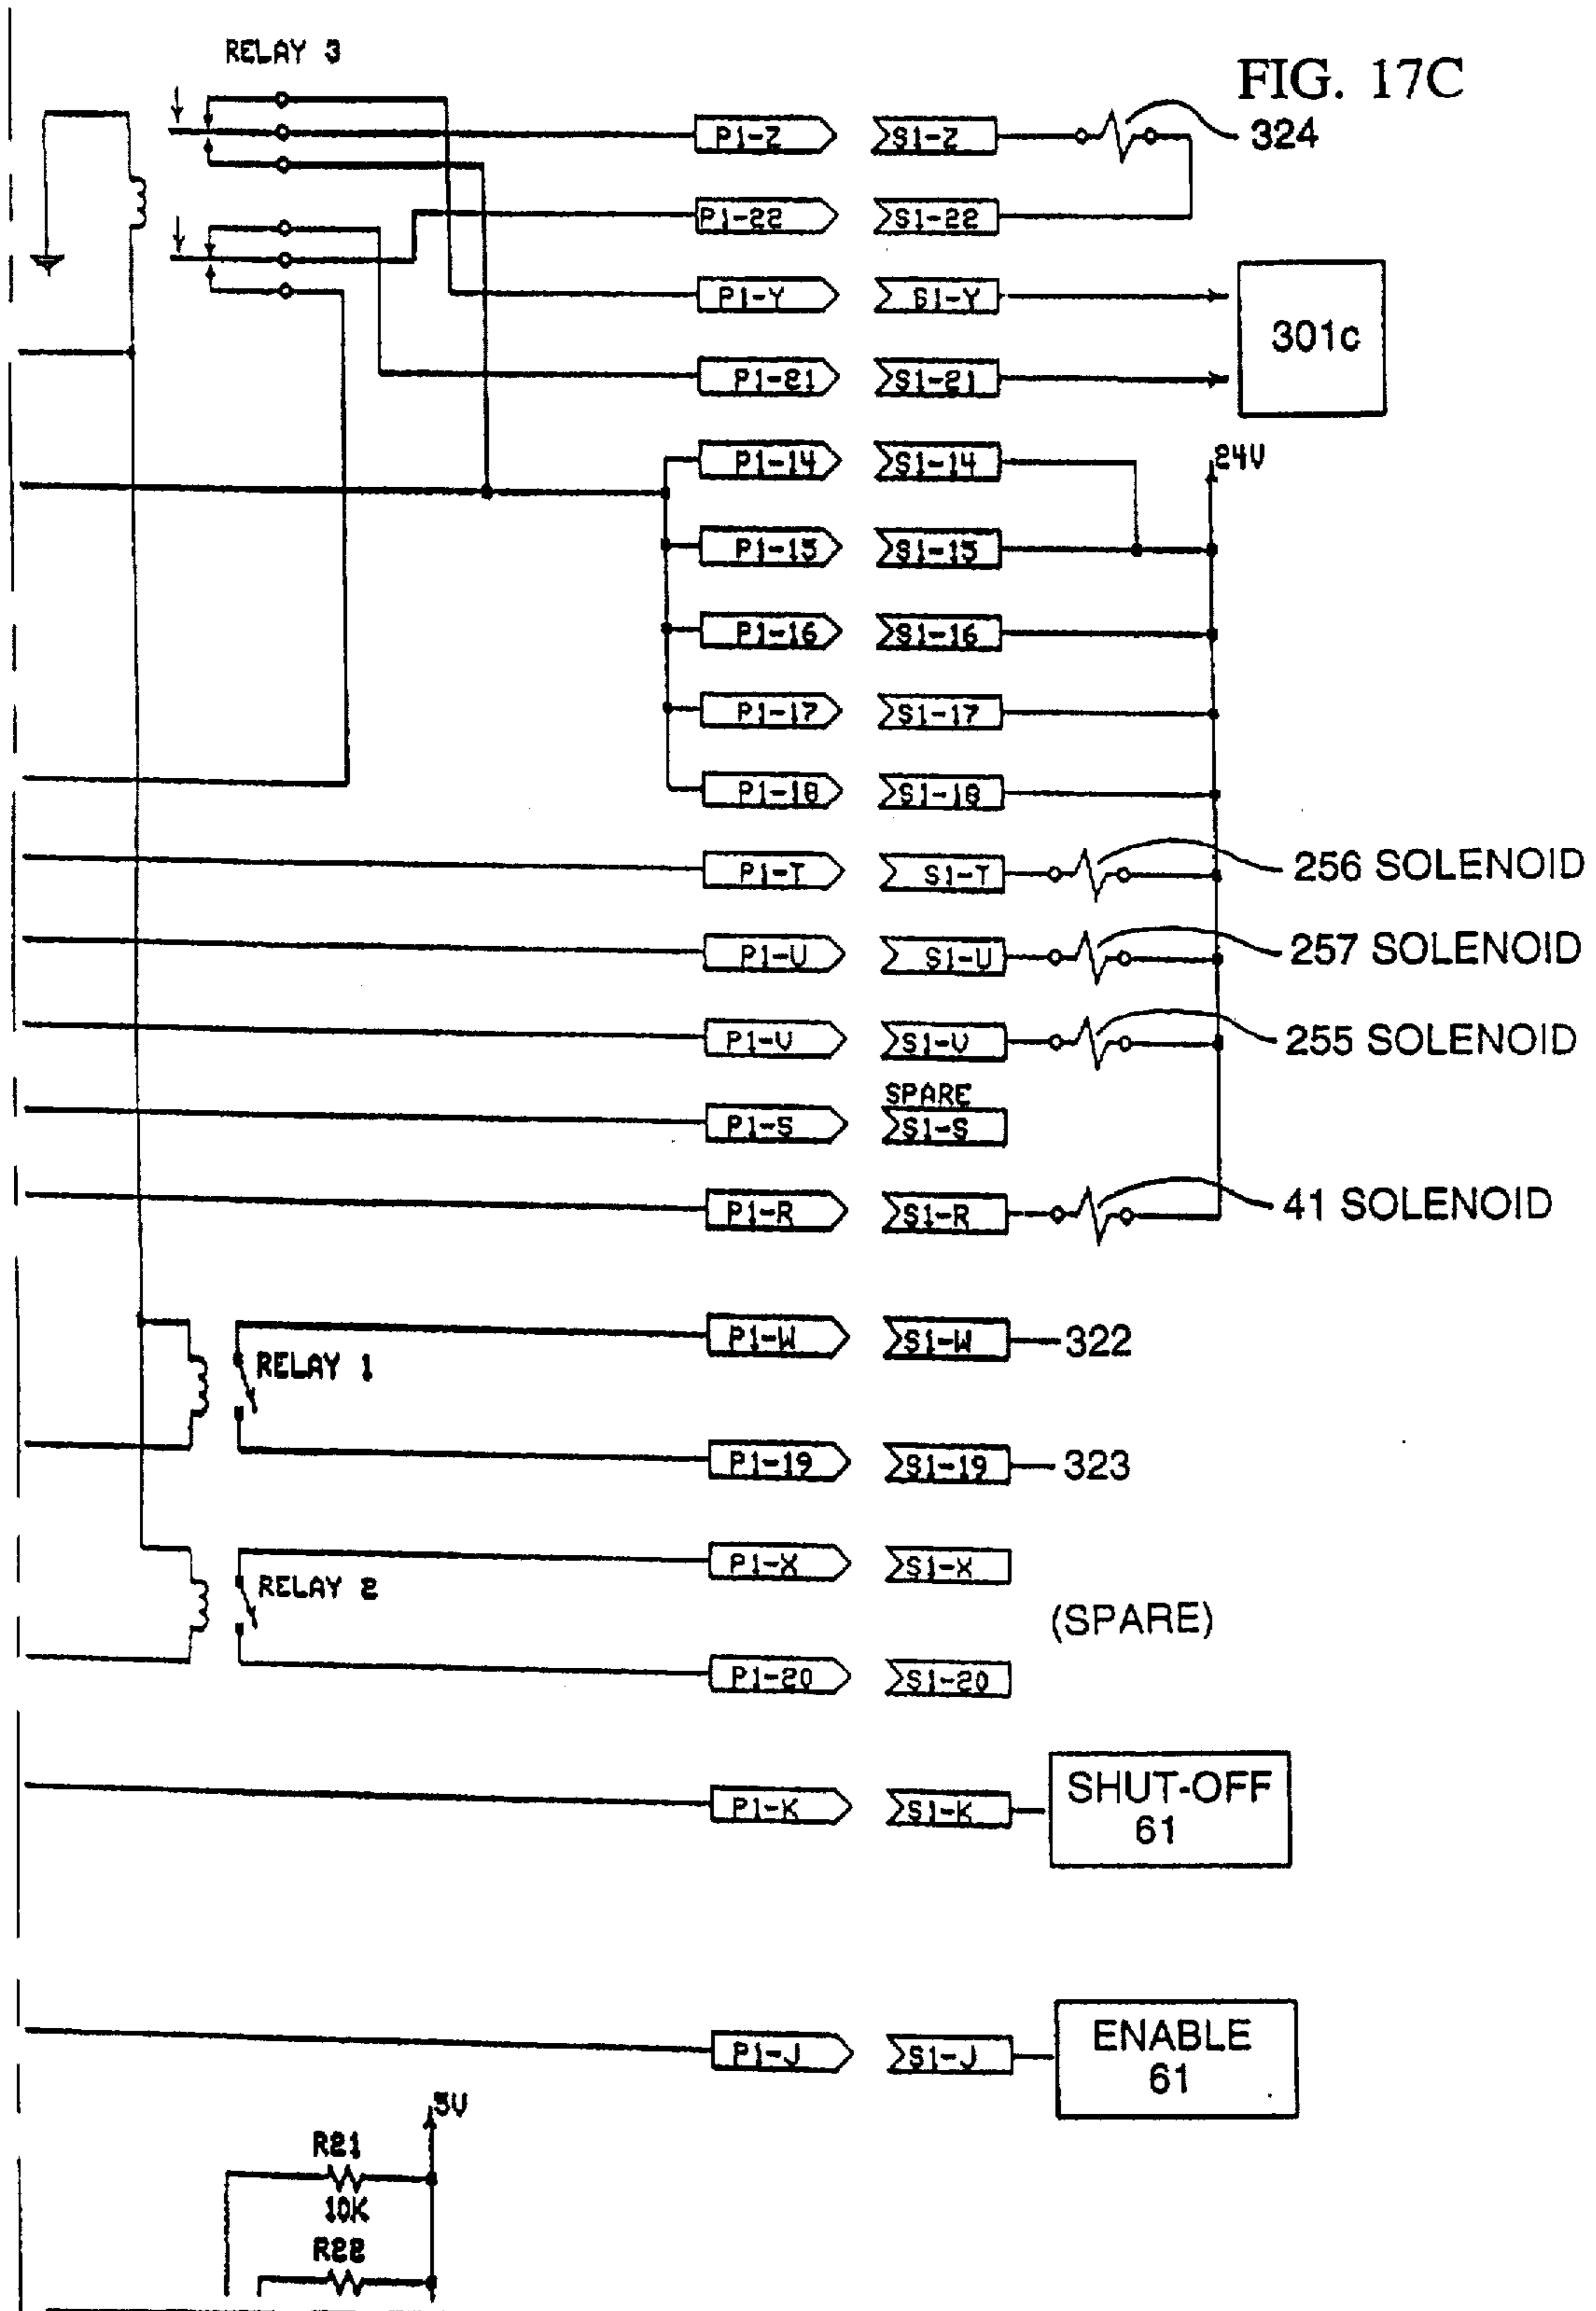 RELAY 3
FIG. 17C
P1-Z S1-Z 324
P1-22 S1-22
P1-Y S1-Y
301c
P1-21 S1-21
P1-14 S1-14 24V
P1-15 S1-15
P1-16 S1-16
P1-17 S1-17
P1-18 S1-18
P1-T S1-T 256 SOLENOID
P1-U S1-U 257 SOLENOID
P1-V S1-V 255 SOLENOID
SPARE
P1-S S1-S
P1-R S1-R 41 SOLENOID
P1-W S1-W 322
RELAY 1
P1-19 S1-19 323
P1-X S1-X
RELAY 2
(SPARE)
P1-20 S1-20
P1-K S1-K SHUT-OFF
61
P1-J S1-J ENABLE
61
5V
R21
10K
R22